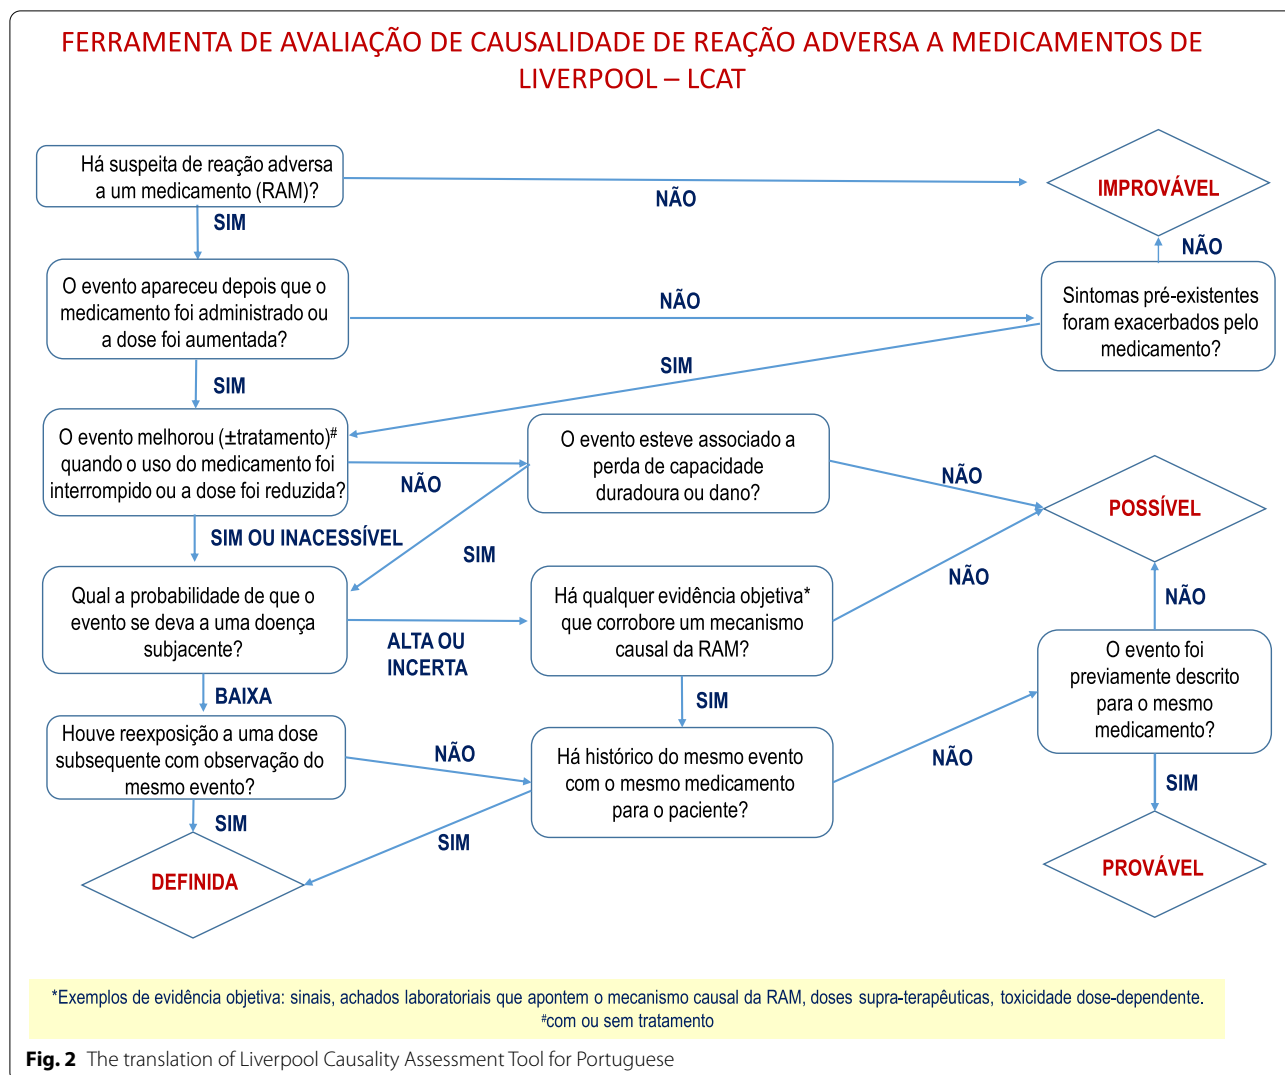 FERRAMENTA DE AVALIAÇÃO DE CAUSALIDADE DE REAÇÃO ADVERSA A MEDICAMENTOS DE
LIVERPOOL – LCAT
Há suspeita de reação adversa
a um medicamento (RAM)?
NÃO
IMPROVÁVEL
SIM
NÃO
O evento apareceu depois que o
medicamento foi administrado ou
a dose foi aumentada?
NÃO
Sintomas pré-existentes
foram exacerbados pelo
medicamento?
SIM
SIM
O evento melhorou (±tratamento)#
quando o uso do medicamento foi
interrompido ou a dose foi reduzida?
NÃO
O evento esteve associado a
perda de capacidade
duradoura ou dano?
NÃO
POSSÍVEL
SIM OU INACESSÍVEL
SIM
NÃO
NÃO
Qual a probabilidade de que o
evento se deva a uma doença
subjacente?
ALTA OU
INCERTA
Há qualquer evidência objetiva*
que corrobore um mecanismo
causal da RAM?
O evento foi
previamente descrito
para o mesmo
medicamento?
BAIXA
SIM
Houve reexposição a uma dose
subsequente com observação do
mesmo evento?
NÃO
Há histórico do mesmo evento
com o mesmo medicamento
para o paciente?
NÃO
SIM
SIM
SIM
DEFINIDA
PROVÁVEL
*Exemplos de evidência objetiva: sinais, achados laboratoriais que apontem o mecanismo causal da RAM, doses supra-terapêuticas, toxicidade dose-dependente.
#com ou sem tratamento
Fig. 2 The translation of Liverpool Causality Assessment Tool for Portuguese